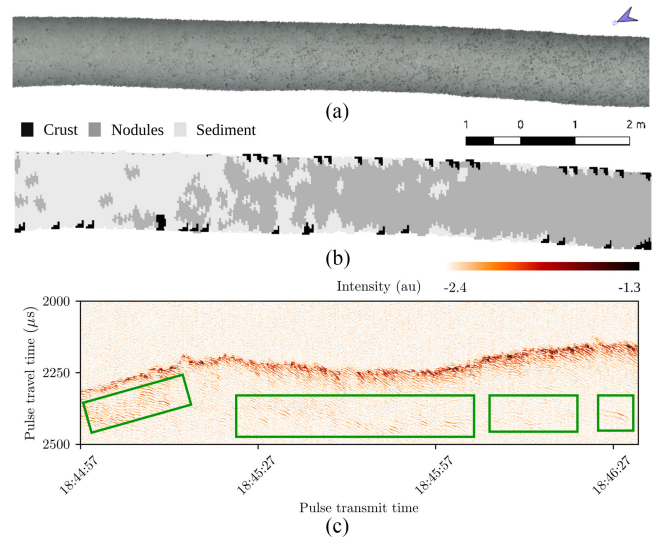 (a)
Crust Nodules Sediment
1 0 1 2 m
(b)
Intensity (au) -2.4 -1.3
2000
2250
2500
Pulse travel time (μs)
18:44:57 18:45:27 18:45:57 18:46:27
Pulse transmit time
(c)